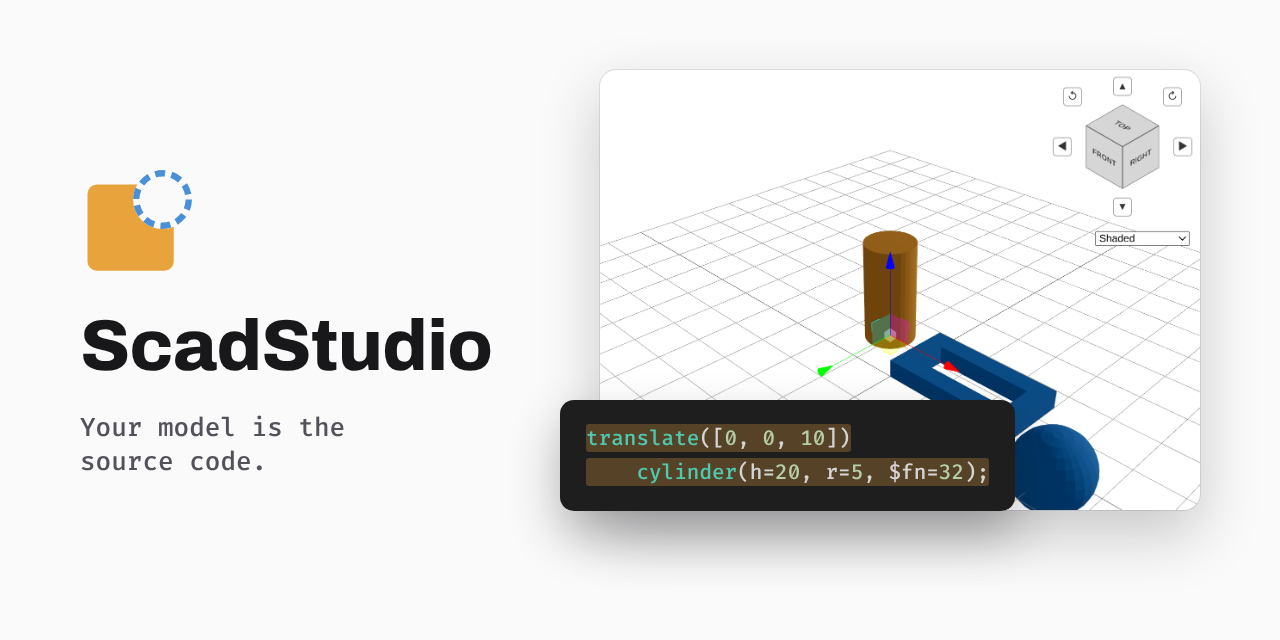 ScadStudio
Your model is the
source code.
TOP
FRONT
RIGHT
Shaded
translate([0, 0, 10])
    cylinder(h=20, r=5, $fn=32);